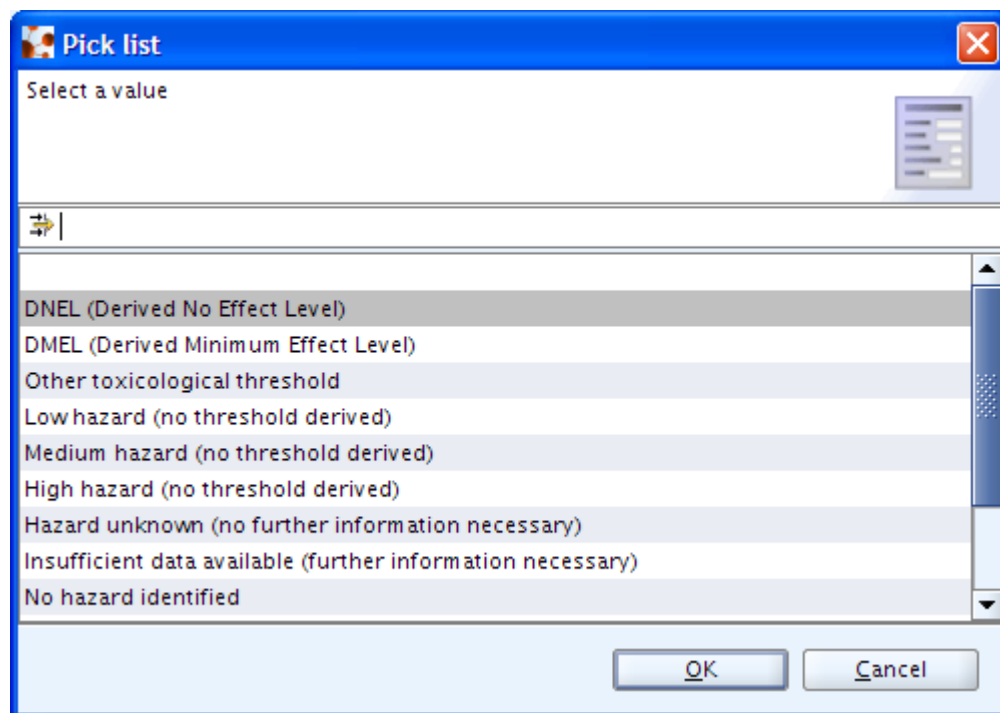 Pick list
Select a value
DNEL (Derived No Effect Level)
DMEL (Derived Minimum Effect Level)
Other toxicological threshold
Low hazard (no threshold derived)
Medium hazard (no threshold derived)
High hazard (no threshold derived)
Hazard unknown (no further information necessary)
Insufficient data available (further information necessary)
No hazard identified
OK
Cancel